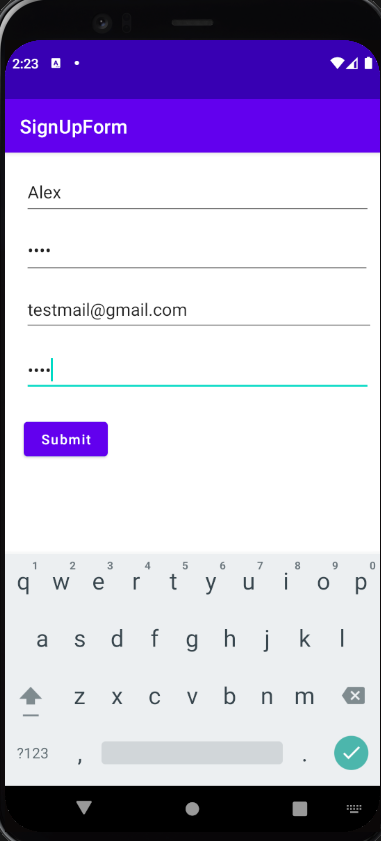 2:23 A
SignUpForm
Alex
••••
testmail@gmail.com
••••
Submit
1 2 3 4 5 6 7 8 9 0
q w e r t y u i o p
a s d f g h j k l
z x c v b n m
?123 , .